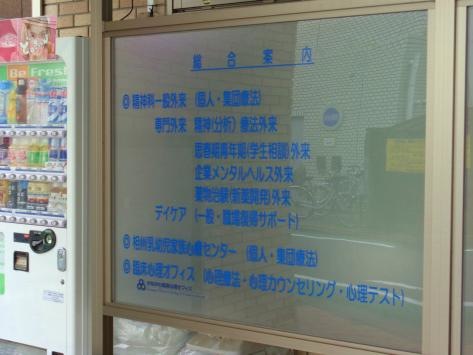 Be Fresh
総合案内
◎精神科一般外来 (個人・集団療法)
専門外来 精神(分析)療法外来
思春期青年期(学生相談)外来
企業メンタルヘルス外来
薬物治験(新薬開発)外来
デイケア (一般・職場復帰サポート)
◎相州乳幼児家族心療センター (個人・集団療法)
◎臨床心理オフィス (心理療法・心理カウンセリング・心理テスト)